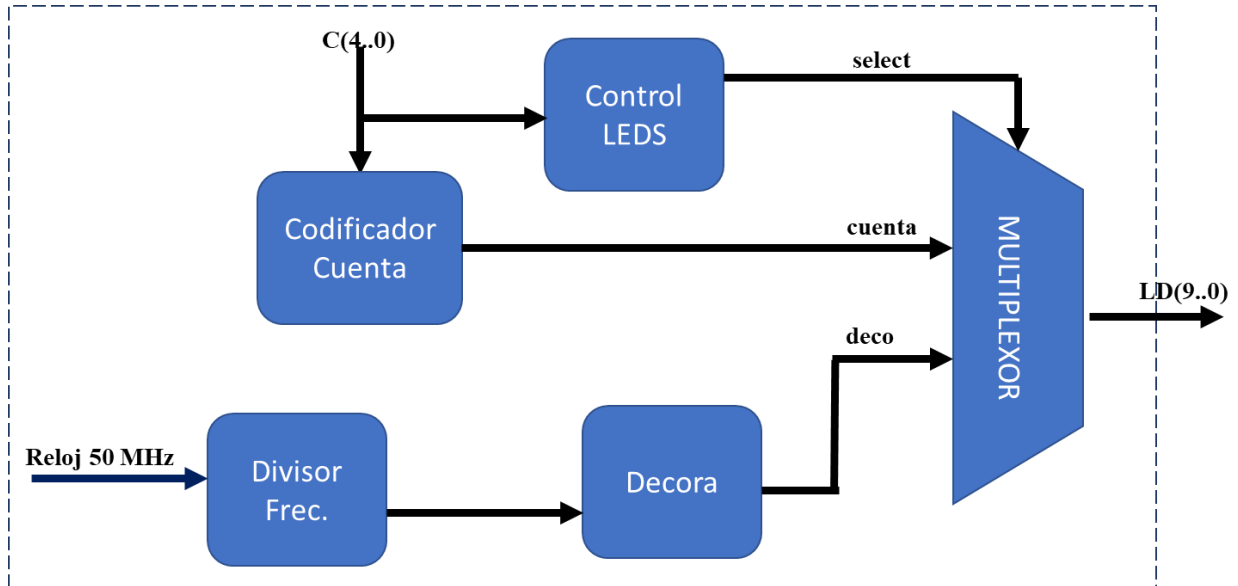 C(4..0)
select
Control
LEDS
Codificador
Cuenta
cuenta
MULTIPLEXOR
LD(9..0)
deco
Reloj 50 MHz
Divisor
Frec.
Decora